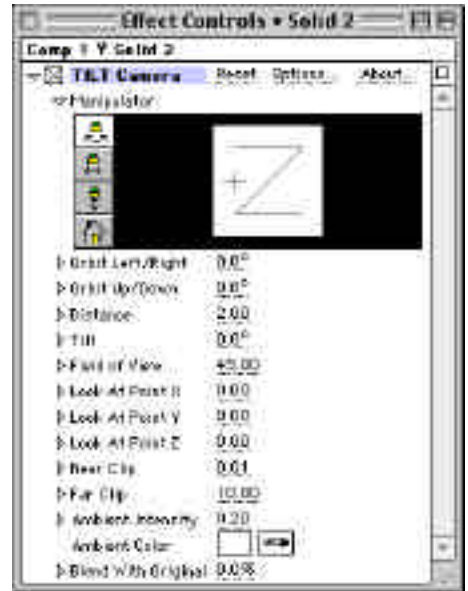 Effect Controls • Solid 2
Comp 1 ▼ Solid 2
TILT Camera Reset Options... About...
Manipulator
Orbit Left/Right 0.0°
Orbit Up/Down 0.0°
Distance 2.00
Tilt 0.0°
Field of View 45.00
Look At Point X 0.00
Look At Point Y 0.00
Look At Point Z 0.00
Near Clip 0.01
Far Clip 10.00
Ambient Intensity 0.20
Ambient Color
Blend With Original 0.0%